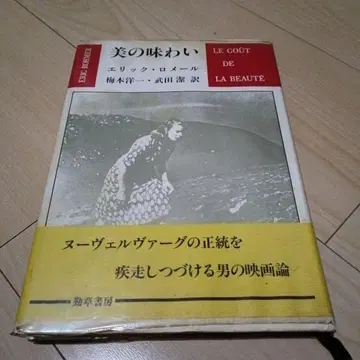 ERIC ROHMER
美の味わい
エリック・ロメール
梅本洋一・武田潔 訳
LE GOÛT
DE
LA BEAUTÉ
ヌーヴェルヴァーグの正統を
疾走しつづける男の映画論
勁草書房